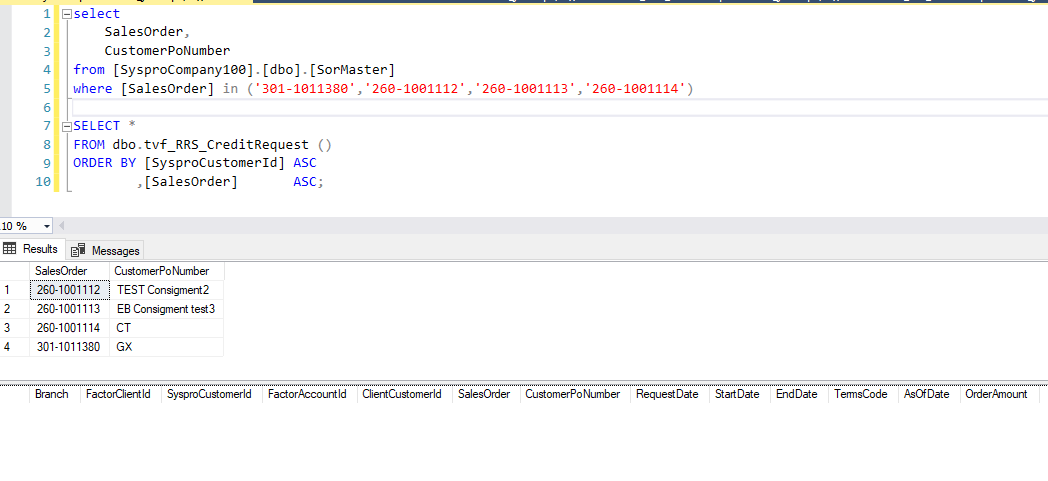 1 select
2 SalesOrder,
3 CustomerPoNumber
4 from [SysproCompany100].[dbo].[SorMaster]
5 where [SalesOrder] in ('301-1011380','260-1001112','260-1001113','260-1001114')
6
7 SELECT *
8 FROM dbo.tvf_RRS_CreditRequest ()
9 ORDER BY [SysproCustomerId] ASC
10 ,[SalesOrder] ASC;
10 %
Results Messages
SalesOrder CustomerPoNumber
1 260-1001112 TEST Consigment2
2 260-1001113 EB Consigment test3
3 260-1001114 CT
4 301-1011380 GX
Branch FactorClientId SysproCustomerId FactorAccountId ClientCustomerId SalesOrder CustomerPoNumber RequestDate StartDate EndDate TermsCode AsOfDate OrderAmount